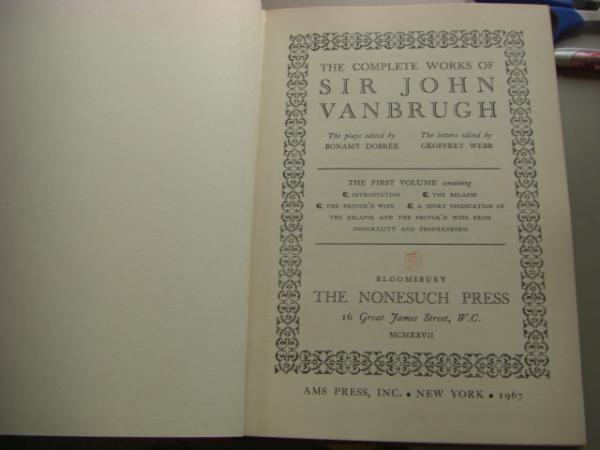 THE COMPLETE WORKS OF
SIR JOHN
VANBRUGH
The plays edited by
BONAMY DOBRÉE
The letters edited by
GEOFFREY WEBB
THE FIRST VOLUME containing
INTRODUCTION THE RELAPSE
THE PROVOK'D WIFE A SHORT VINDICATION OF
THE RELAPSE AND THE PROVOK'D WIFE FROM
IMMORALITY AND PROPHANENESS
BLOOMSBURY
THE NONESUCH PRESS
16 Great James Street, W.C.
MCMXXVII
AMS PRESS, INC. • NEW YORK • 1967